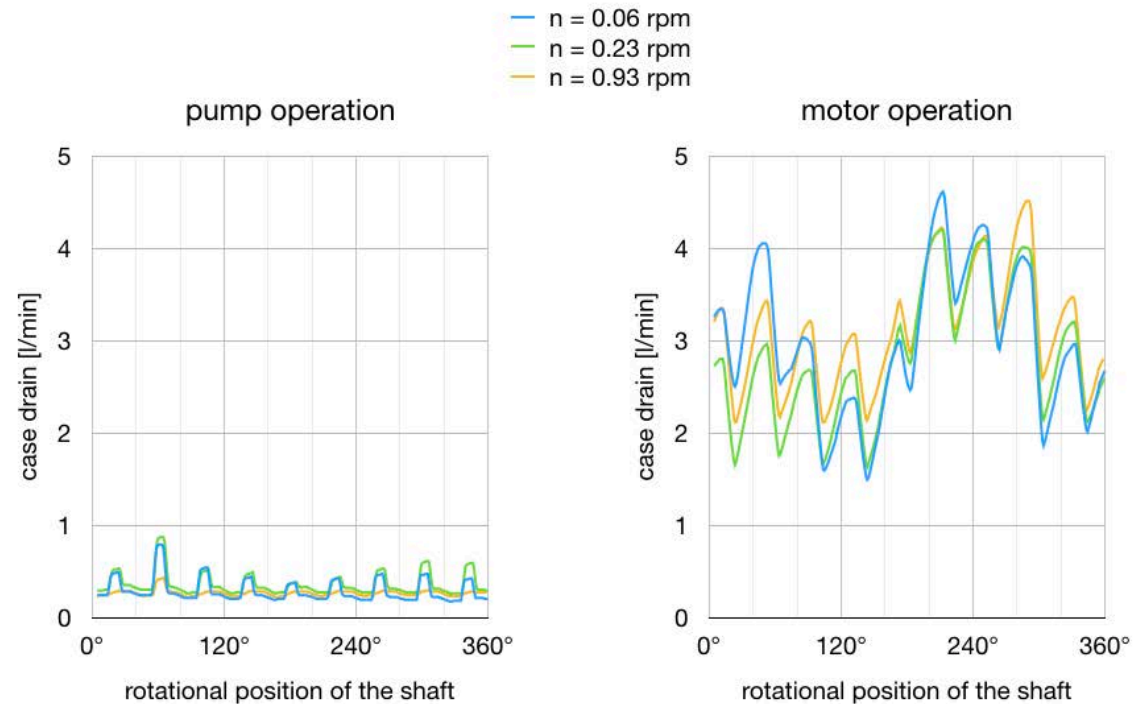 n = 0.06 rpm
n = 0.23 rpm
n = 0.93 rpm
pump operation
5
4
3
2
1
0
case drain [l/min]
0° 120° 240° 360°
rotational position of the shaft
motor operation
5
4
3
2
1
0
case drain [l/min]
0° 120° 240° 360°
rotational position of the shaft